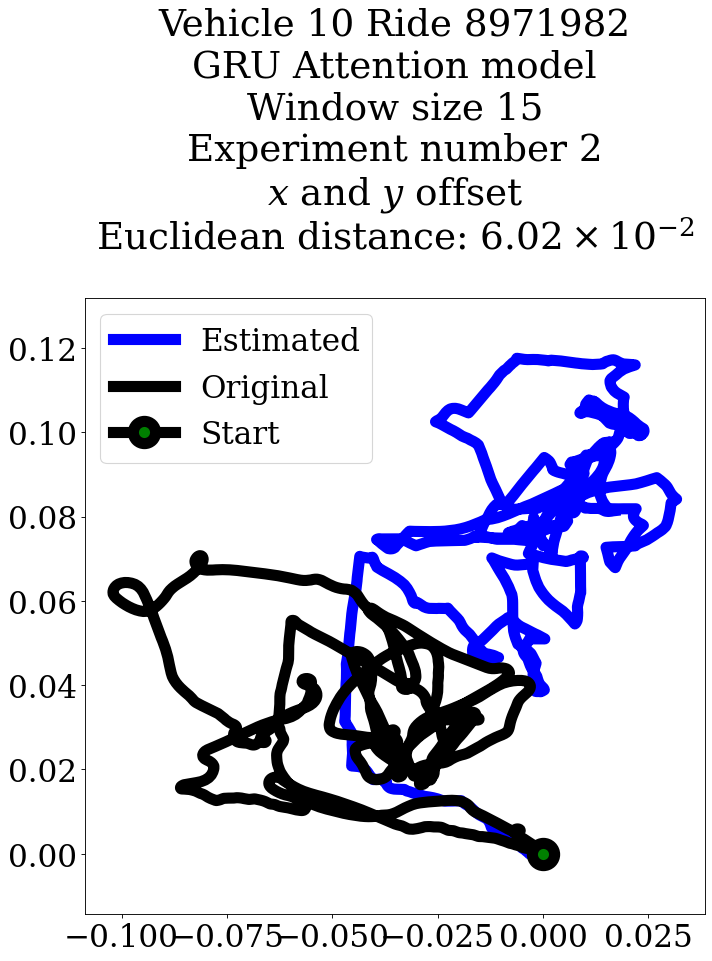 Vehicle 10 Ride 8971982
GRU Attention model
Window size 15
Experiment number 2
x and y offset
Euclidean distance: 6.02 × 10⁻²
Estimated
Original
Start
0.12
0.10
0.08
0.06
0.04
0.02
0.00
−0.100 −0.075 −0.050 −0.025 0.000 0.025